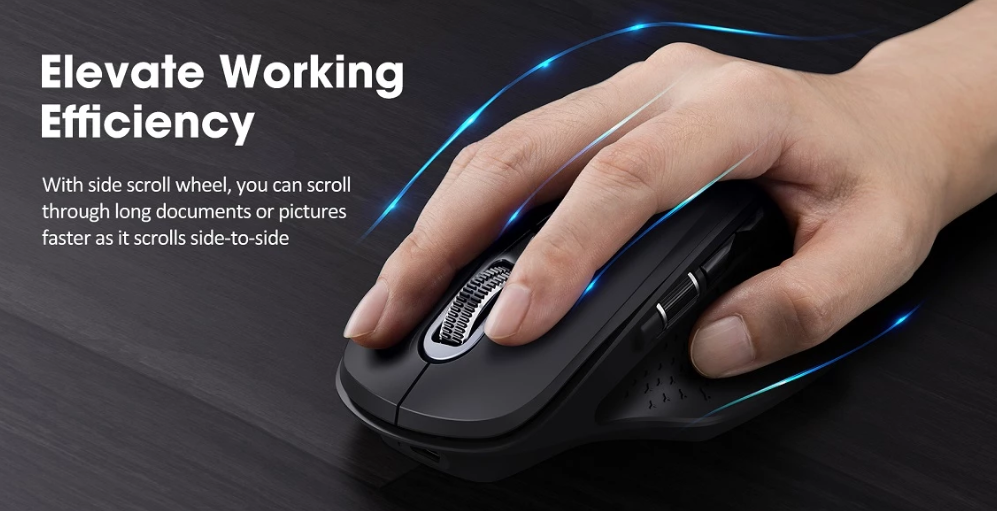 Elevate Working
Efficiency
With side scroll wheel, you can scroll
through long documents or pictures
faster as it scrolls side-to-side